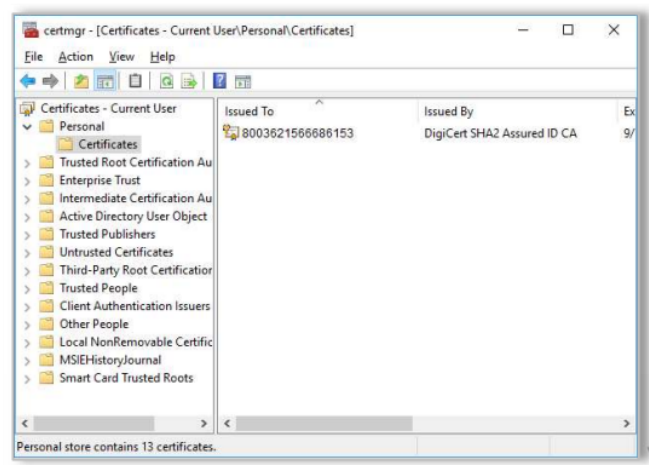 certmgr - [Certificates - Current User\Personal\Certificates]
File Action View Help
Certificates - Current User
Personal
Certificates
Trusted Root Certification Au
Enterprise Trust
Intermediate Certification Au
Active Directory User Object
Trusted Publishers
Untrusted Certificates
Third-Party Root Certification
Trusted People
Client Authentication Issuers
Other People
Local NonRemovable Certific
MSIEHistoryJournal
Smart Card Trusted Roots
Issued To Issued By Ex
8003621566686153 DigiCert SHA2 Assured ID CA 9/
Personal store contains 13 certificates.